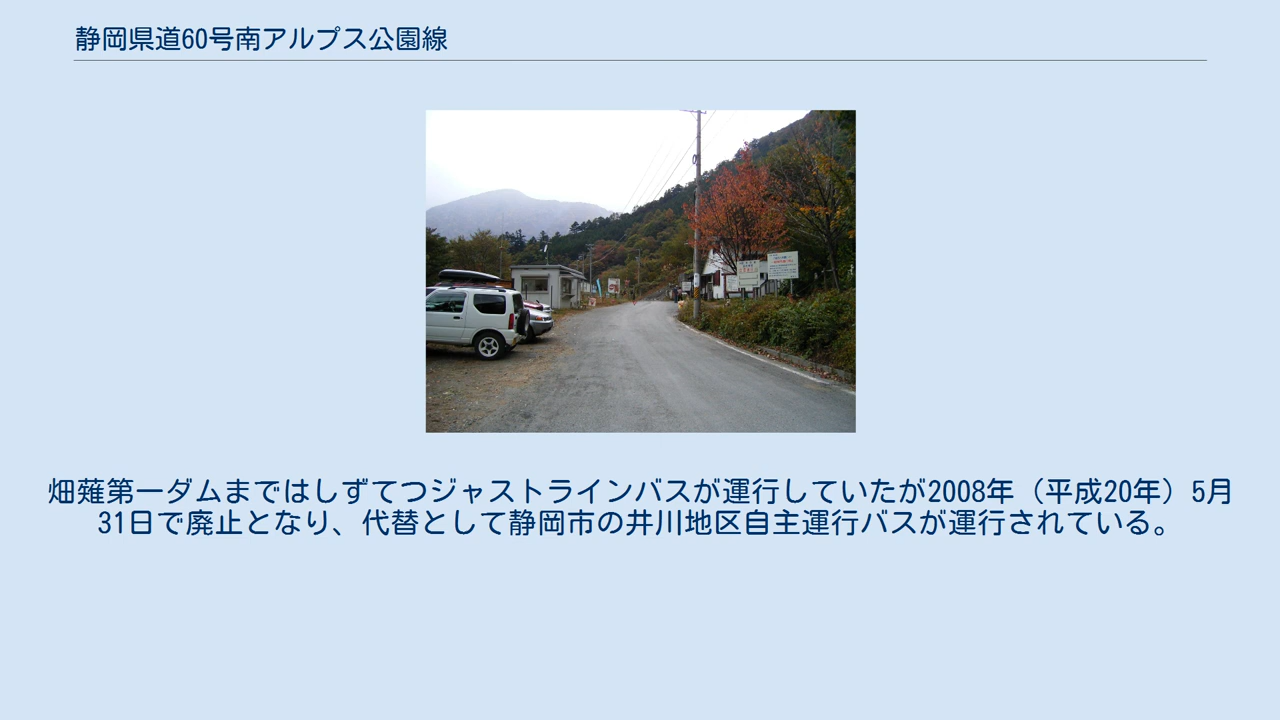 静岡県道60号南アルプス公園線
畑薙第一ダムまではしずてつジャストラインバスが運行していたが2008年（平成20年）5月
31日で廃止となり、代替として静岡市の井川地区自主運行バスが運行されている。